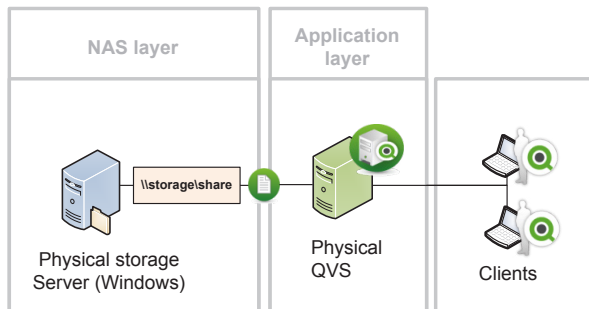 NAS layer
Application
layer
\\storage\share
Physical storage
Server (Windows)
Physical
QVS
Clients